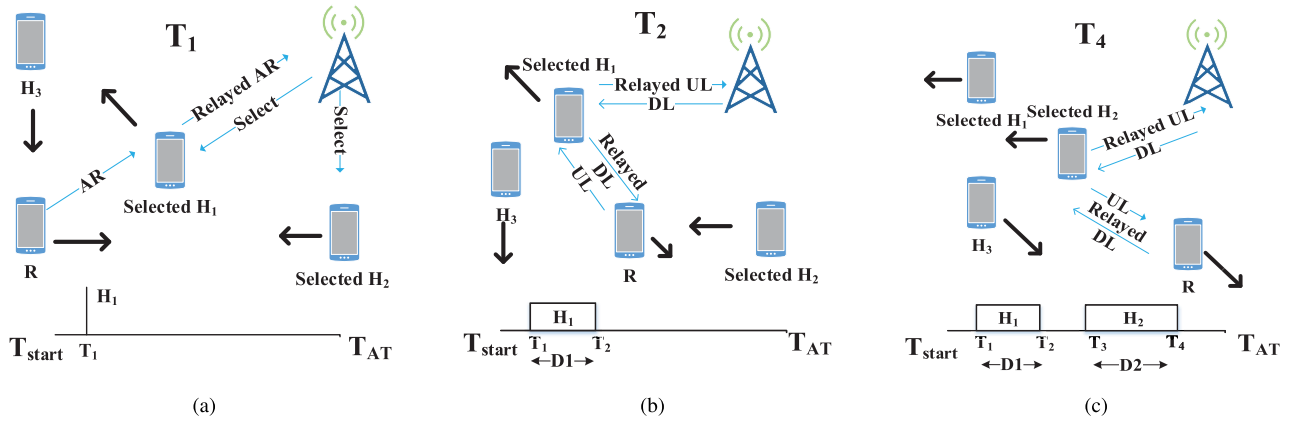 T1
H3
Relayed AR
Select
Select
AR
Selected H1
R
Selected H2
H1
Tstart
T1
TAT
(a)
T2
Selected H1
Relayed UL
DL
Relayed
DL
UL
H3
R
Selected H2
H1
Tstart
T1
T2
D1
TAT
(b)
T4
Selected H1
Selected H2
Relayed UL
DL
UL
Relayed
DL
H3
R
H1
H2
Tstart
T1
T2
T3
T4
D1
D2
TAT
(c)